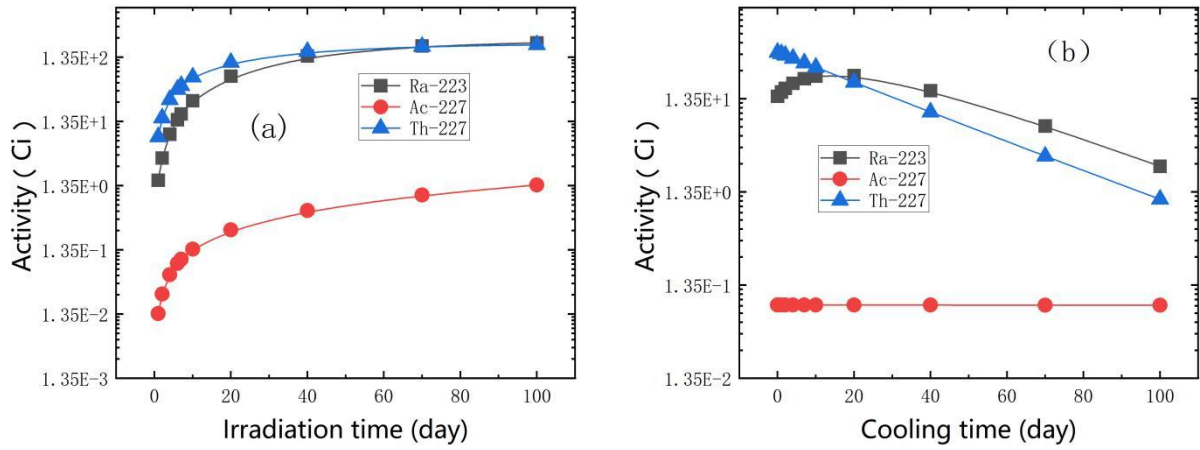 (a)
Activity ( Ci )
1.35E+2
1.35E+1
1.35E+0
1.35E-1
1.35E-2
1.35E-3
Ra-223
Ac-227
Th-227
0 20 40 60 80 100
Irradiation time (day)
(b)
Activity ( Ci )
1.35E+1
1.35E+0
1.35E-1
1.35E-2
Ra-223
Ac-227
Th-227
0 20 40 60 80 100
Cooling time (day)